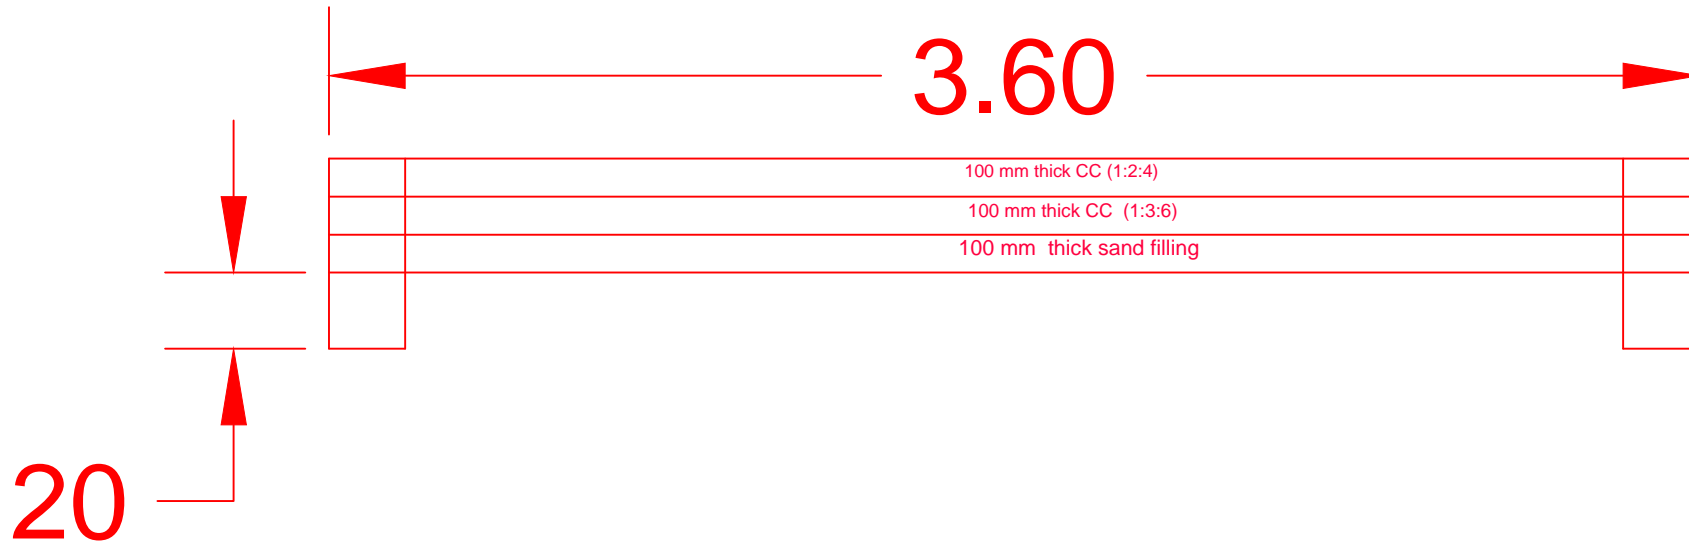 3.60
100 mm thick CC (1:2:4)
100 mm thick CC (1:3:6)
100 mm thick sand filling
20